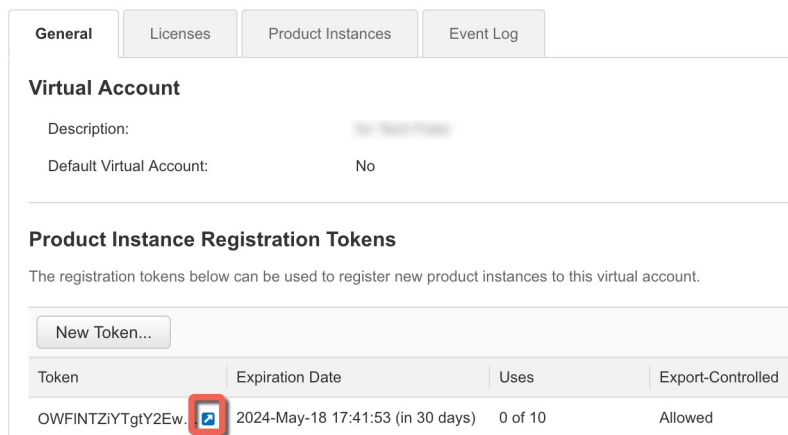 General Licenses Product Instances Event Log
Virtual Account
Description:
Default Virtual Account: No
Product Instance Registration Tokens
The registration tokens below can be used to register new product instances to this virtual account.
New Token...
Token Expiration Date Uses Export-Controlled
OWFlNTZiYTgtY2Ew... 2024-May-18 17:41:53 (in 30 days) 0 of 10 Allowed